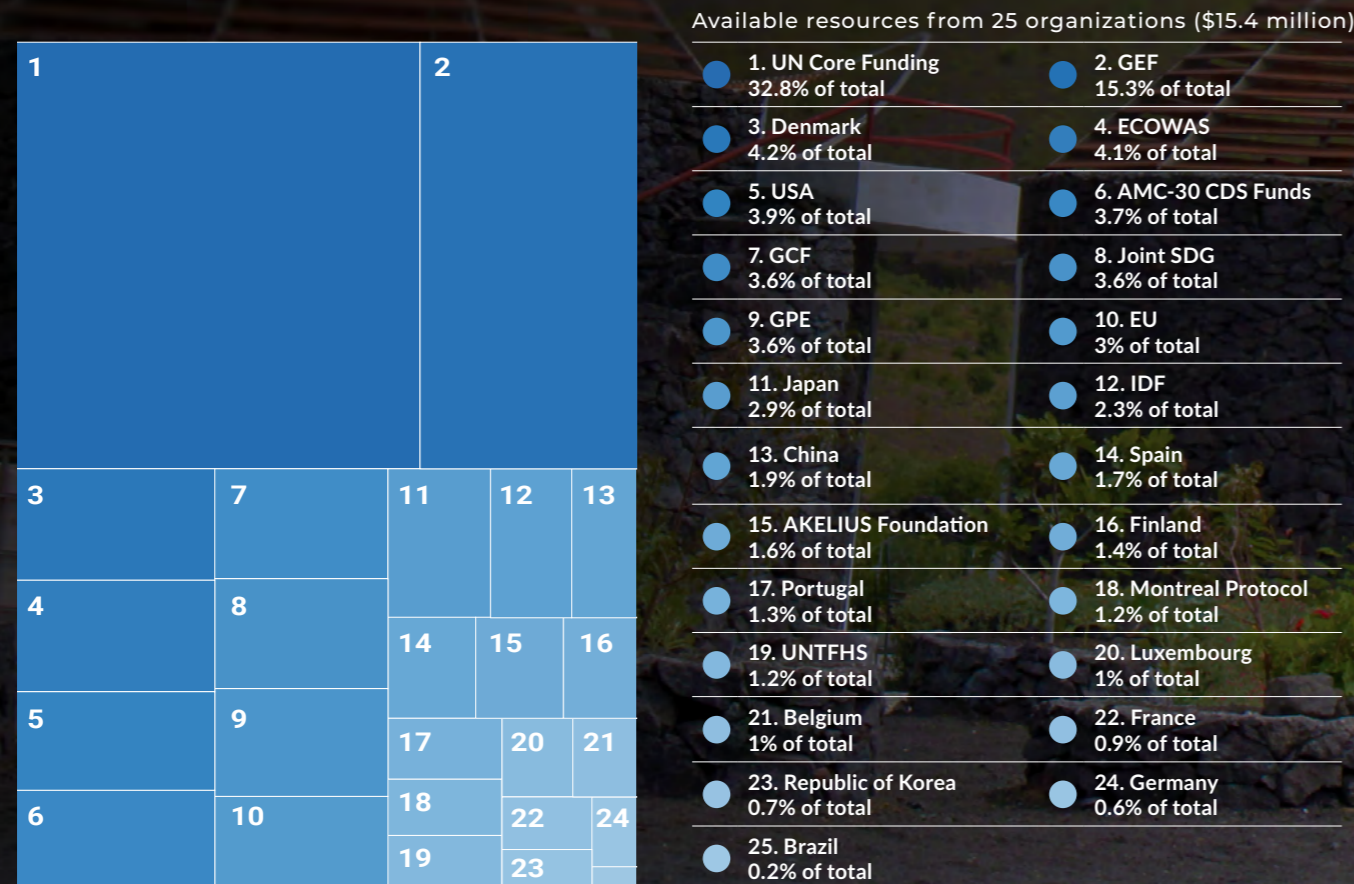 Available resources from 25 organizations ($15.4 million)
1
2
3
4
5
6
7
8
9
10
11
12
13
14
15
16
17
18
19
20
21
22
23
24
1. UN Core Funding
32.8% of total
2. GEF
15.3% of total
3. Denmark
4.2% of total
4. ECOWAS
4.1% of total
5. USA
3.9% of total
6. AMC-30 CDS Funds
3.7% of total
7. GCF
3.6% of total
8. Joint SDG
3.6% of total
9. GPE
3.6% of total
10. EU
3% of total
11. Japan
2.9% of total
12. IDF
2.3% of total
13. China
1.9% of total
14. Spain
1.7% of total
15. AKELIUS Foundation
1.6% of total
16. Finland
1.4% of total
17. Portugal
1.3% of total
18. Montreal Protocol
1.2% of total
19. UNTFHS
1.2% of total
20. Luxembourg
1% of total
21. Belgium
1% of total
22. France
0.9% of total
23. Republic of Korea
0.7% of total
24. Germany
0.6% of total
25. Brazil
0.2% of total